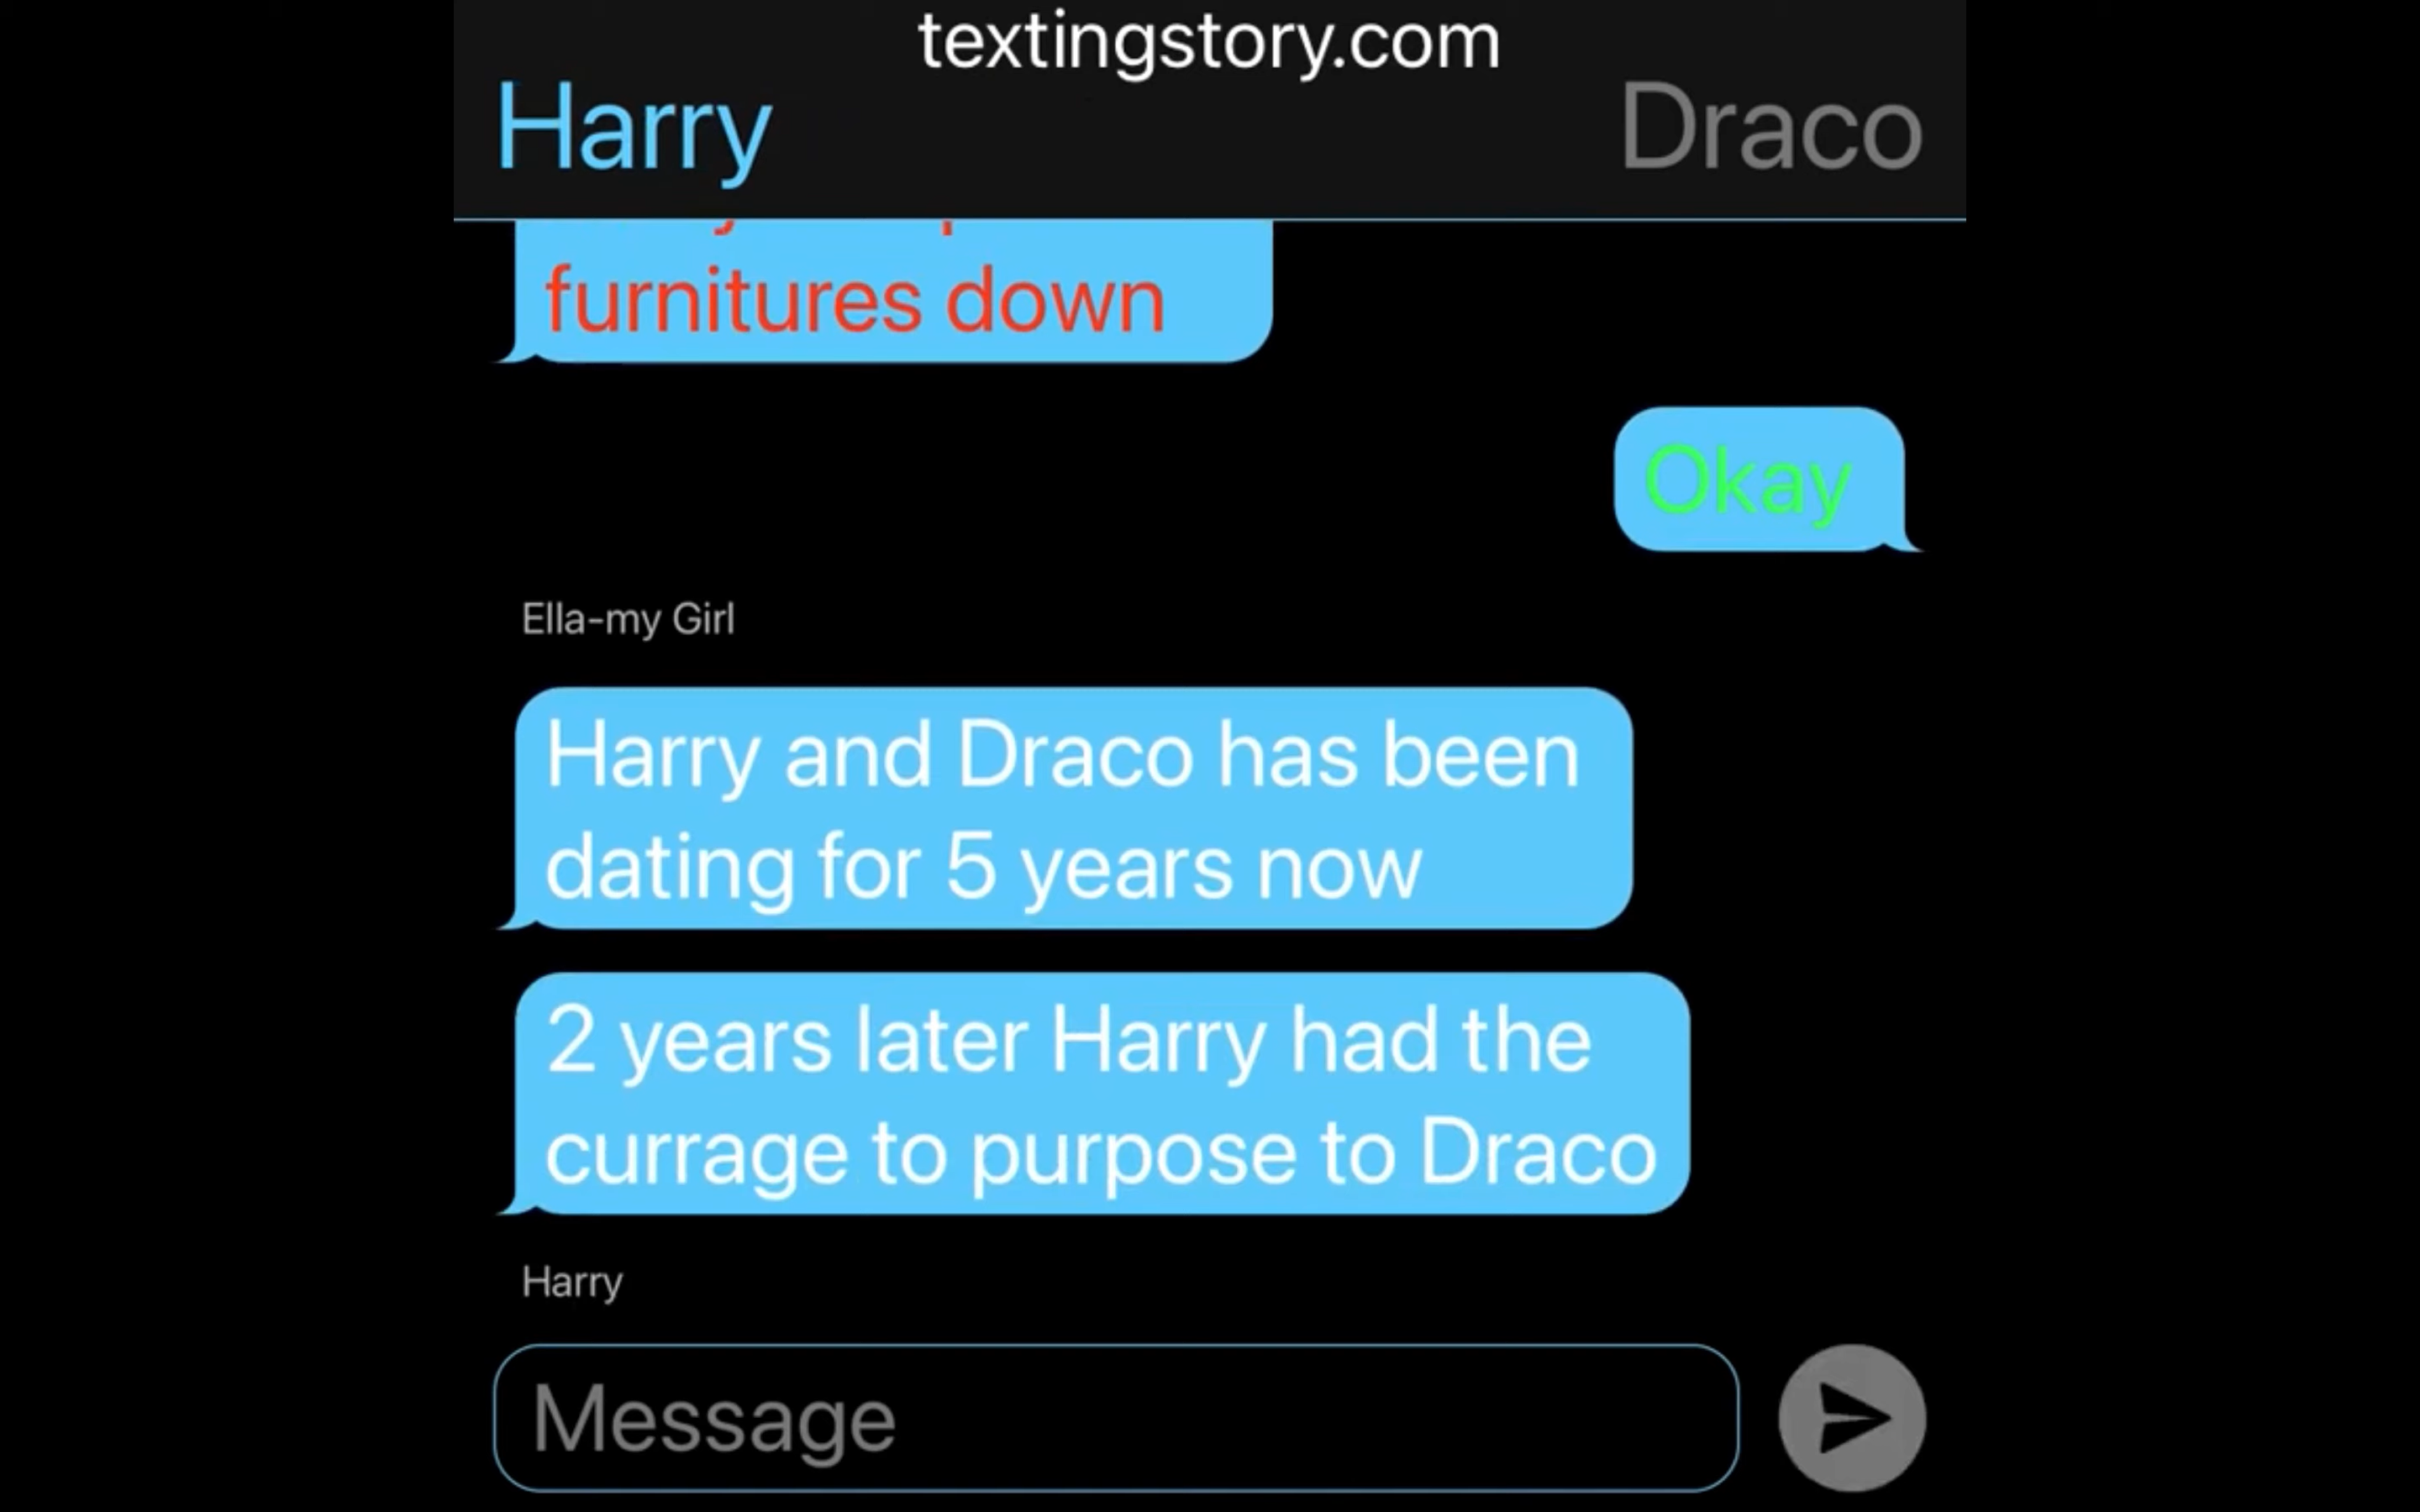 textingstory.com
Harry Draco
furnitures down
Okay
Ella-my Girl
Harry and Draco has been
dating for 5 years now
2 years later Harry had the
currage to purpose to Draco
Harry
Message